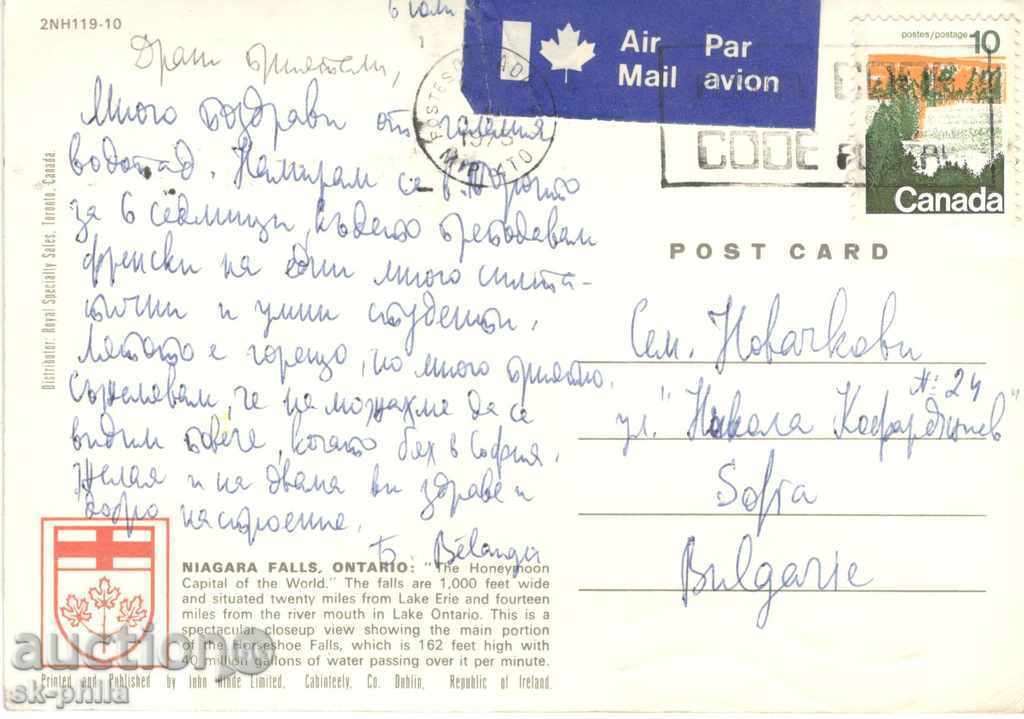 2NH119-10
Air Par
Mail avion
postes/postage 10
Canada
POSTES
1975
CODE
POST CARD
Драги приятели,
Много поздрави от големия
водопад. Намирам се в Торонто
за 6 седмици, където преподавам
френски на едни много симпа-
тични и умни студенти.
Лятото е горещо, но много приятно.
Съжалявам, че не можахме да се
видим повече, когато бях в София.
Желая и на двама ви здраве и
добро настроение.
Б. Bélanger
Сем. Новачкови
ул. "Никола Кофарджиев"
№ 24
Sofia
Bulgarie
Distributor: Royal Specialty Sales, Toronto, Canada.
NIAGARA FALLS, ONTARIO: "The Honeymoon
Capital of the World." The falls are 1,000 feet wide
and situated twenty miles from Lake Erie and fourteen
miles from the river mouth in Lake Ontario. This is a
spectacular closeup view showing the main portion
of the Horseshoe Falls, which is 162 feet high with
40 million gallons of water passing over it per minute.
Printed and Published by John Hinde Limited, Cabinteely, Co. Dublin, Republic of Ireland.
auction
sk-phila